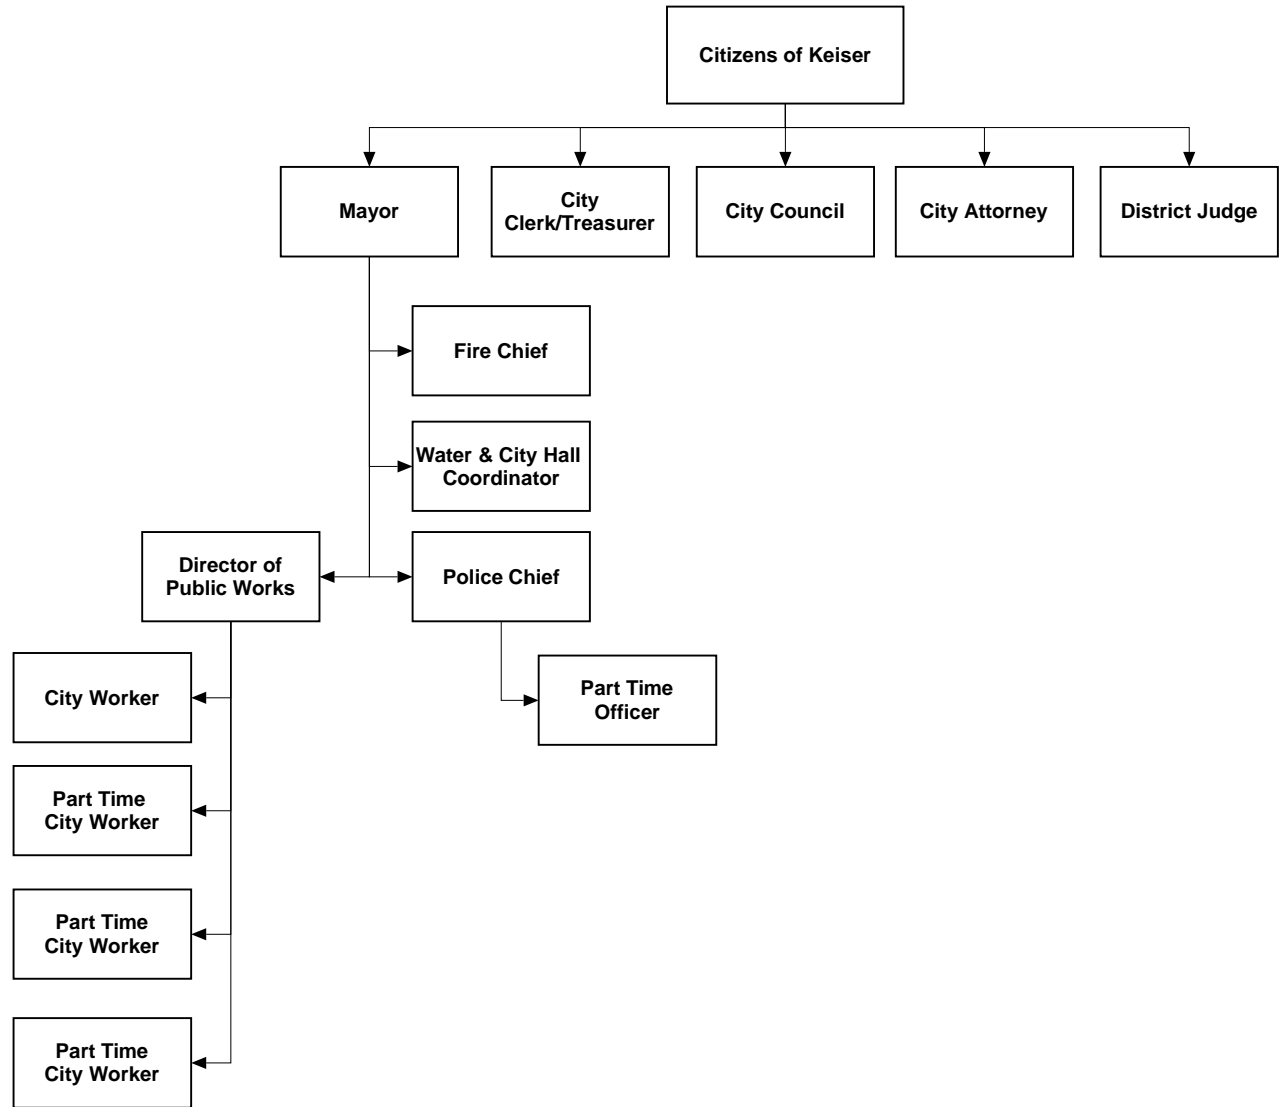 Citizens of Keiser
Mayor
City
Clerk/Treasurer
City Council
City Attorney
District Judge
Fire Chief
Water & City Hall
Coordinator
Director of
Public Works
Police Chief
City Worker
Part Time
Officer
Part Time
City Worker
Part Time
City Worker
Part Time
City Worker